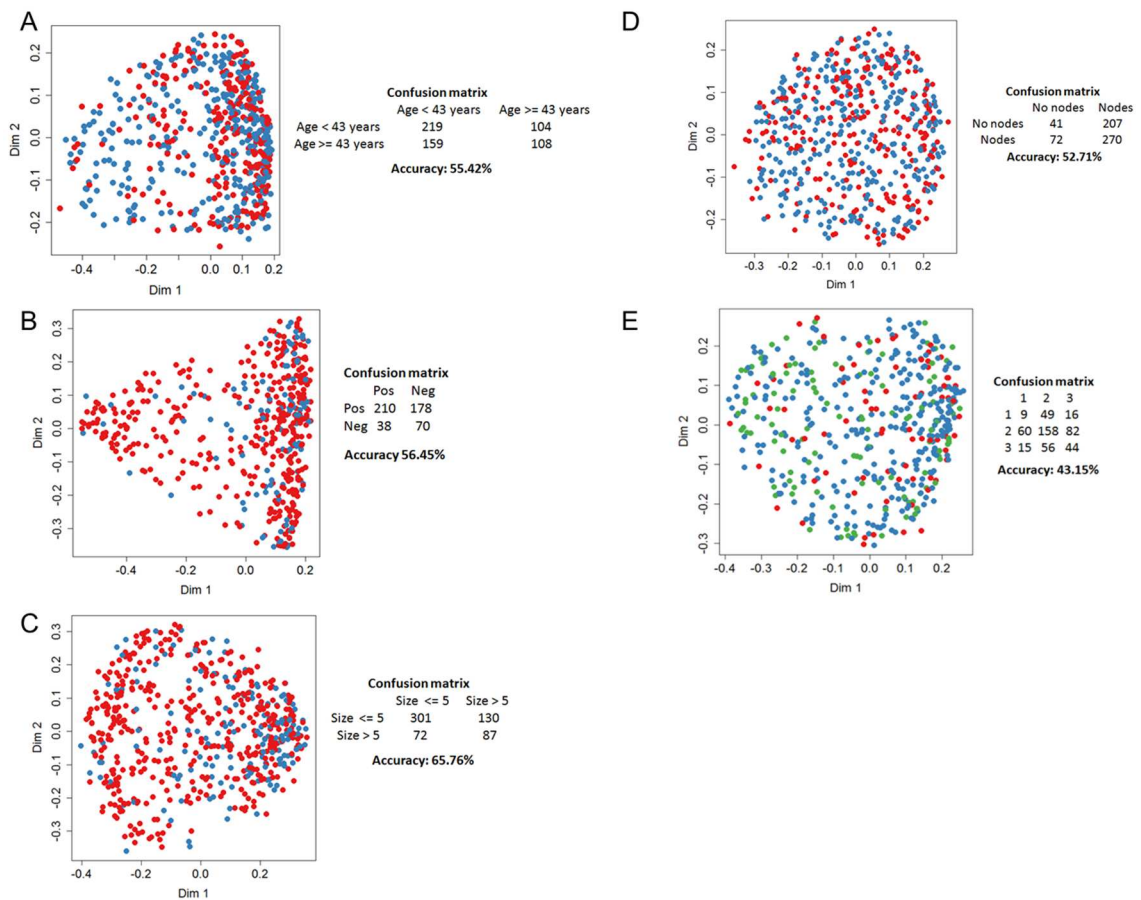 A
0.2
0.1
0.0
-0.1
-0.2
Dim 2
-0.4 -0.2 0.0 0.1 0.2
Dim 1
Confusion matrix
Age < 43 years Age >= 43 years
Age < 43 years 219 104
Age >= 43 years 159 108
Accuracy: 55.42%
B
0.3
0.2
0.1
0.0
-0.1
-0.2
-0.3
Dim 2
-0.4 -0.2 0.0 0.2
Dim 1
Confusion matrix
Pos Neg
Pos 210 178
Neg 38 70
Accuracy 56.45%
C
0.3
0.2
0.1
0.0
-0.1
-0.2
-0.3
Dim 2
-0.4 -0.2 0.0 0.2
Dim 1
Confusion matrix
Size <= 5 Size > 5
Size <= 5 301 130
Size > 5 72 87
Accuracy: 65.76%
D
0.2
0.1
0.0
-0.1
-0.2
Dim 2
-0.3 -0.2 -0.1 0.0 0.1 0.2
Dim 1
Confusion matrix
No nodes Nodes
No nodes 41 207
Nodes 72 270
Accuracy: 52.71%
E
0.2
0.1
0.0
-0.1
-0.2
-0.3
Dim 2
-0.4 -0.3 -0.2 -0.1 0.0 0.1 0.2
Dim 1
Confusion matrix
1 2 3
1 9 49 16
2 60 158 82
3 15 56 44
Accuracy: 43.15%